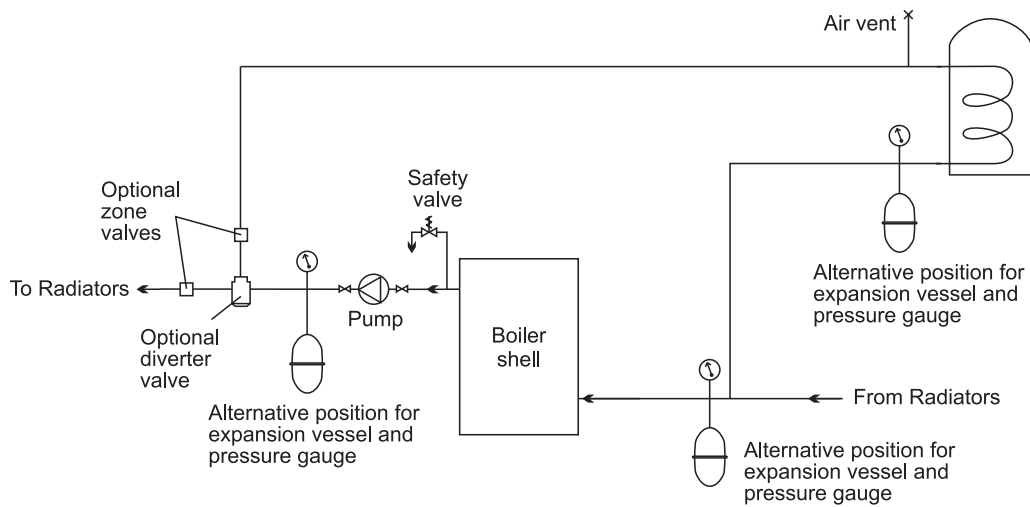 Air vent
Optional
zone
valves
Safety
valve
To Radiators
Pump
Optional
diverter
valve
Alternative position for
expansion vessel and
pressure gauge
Boiler
shell
Alternative position for
expansion vessel and
pressure gauge
From Radiators
Alternative position for
expansion vessel and
pressure gauge